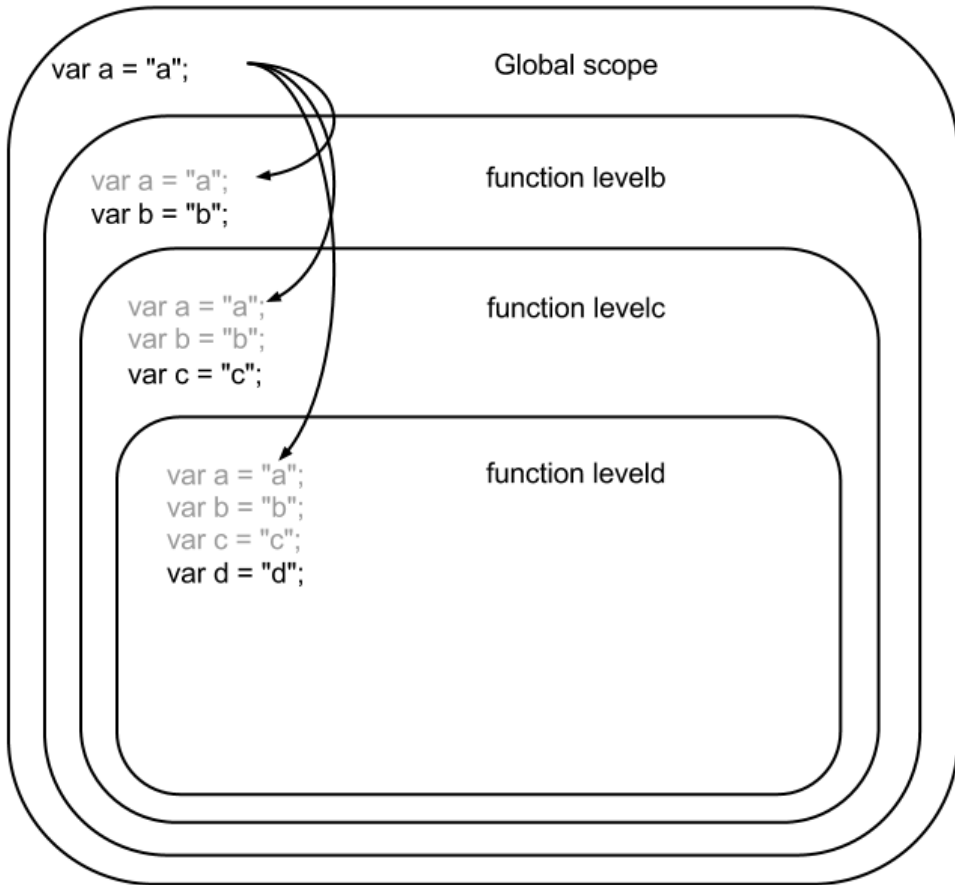 var a = "a";
Global scope
var a = "a";
function levelb
var b = "b";
var a = "a";
function levelc
var b = "b";
var c = "c";
var a = "a";
function leveld
var b = "b";
var c = "c";
var d = "d";